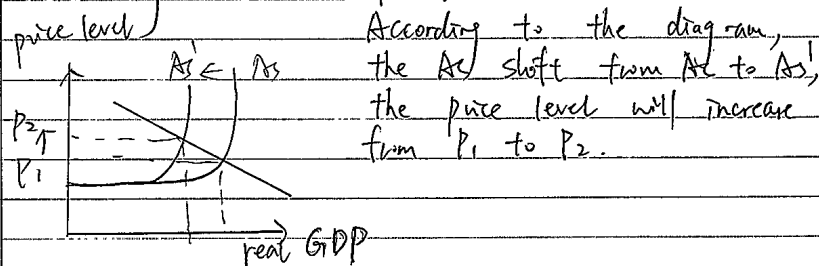 price level
According to the diagram,
the AS shift from AS to AS',
the price level will increase
from P1 to P2.
AS' ← AS
P2↑
P1
real GDP